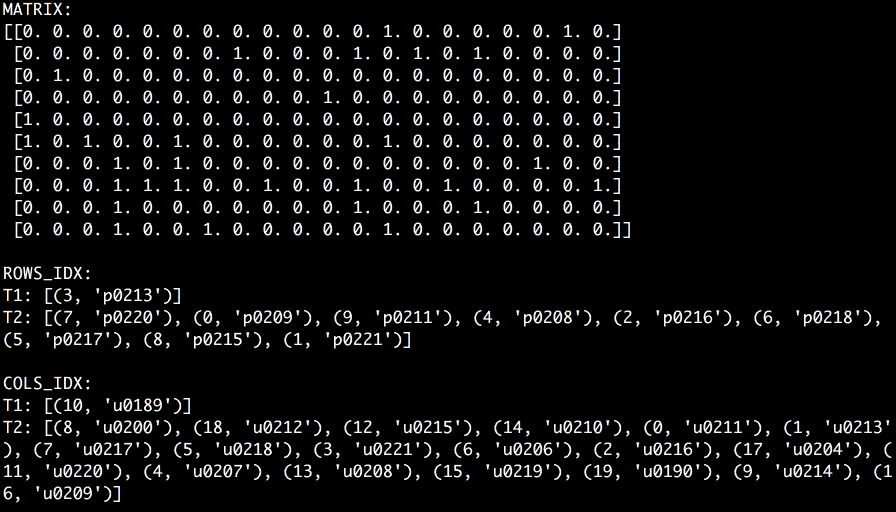 MATRIX:
[[0. 0. 0. 0. 0. 0. 0. 0. 0. 0. 0. 0. 1. 0. 0. 0. 0. 0. 1. 0.]
[0. 0. 0. 0. 0. 0. 0. 1. 0. 0. 0. 1. 0. 1. 0. 1. 0. 0. 0. 0.]
[0. 1. 0. 0. 0. 0. 0. 0. 0. 0. 0. 0. 0. 0. 0. 0. 0. 0. 0. 0.]
[0. 0. 0. 0. 0. 0. 0. 0. 0. 0. 1. 0. 0. 0. 0. 0. 0. 0. 0. 0.]
[1. 0. 0. 0. 0. 0. 0. 0. 0. 0. 0. 0. 0. 0. 0. 0. 0. 0. 0. 0.]
[1. 0. 1. 0. 0. 1. 0. 0. 0. 0. 0. 0. 1. 0. 0. 0. 0. 0. 0. 0.]
[0. 0. 0. 1. 0. 1. 0. 0. 0. 0. 0. 0. 0. 0. 0. 0. 0. 1. 0. 0.]
[0. 0. 0. 1. 1. 1. 0. 0. 1. 0. 0. 1. 0. 0. 1. 0. 0. 0. 0. 1.]
[0. 0. 0. 1. 0. 0. 0. 0. 0. 0. 0. 1. 0. 0. 0. 1. 0. 0. 0. 0.]
[0. 0. 0. 1. 0. 0. 1. 0. 0. 0. 0. 0. 1. 0. 0. 0. 0. 0. 0. 0.]]
ROWS_IDX:
T1: [(3, 'p0213')]
T2: [(7, 'p0220'), (0, 'p0209'), (9, 'p0211'), (4, 'p0208'), (2, 'p0216'), (6, 'p0218'),
(5, 'p0217'), (8, 'p0215'), (1, 'p0221')]
COLS_IDX:
T1: [(10, 'u0189')]
T2: [(8, 'u0200'), (18, 'u0212'), (12, 'u0215'), (14, 'u0210'), (0, 'u0211'), (1, 'u0213'
), (7, 'u0217'), (5, 'u0218'), (3, 'u0221'), (6, 'u0206'), (2, 'u0216'), (17, 'u0204'), (
11, 'u0220'), (4, 'u0207'), (13, 'u0208'), (15, 'u0219'), (19, 'u0190'), (9, 'u0214'), (1
6, 'u0209')]